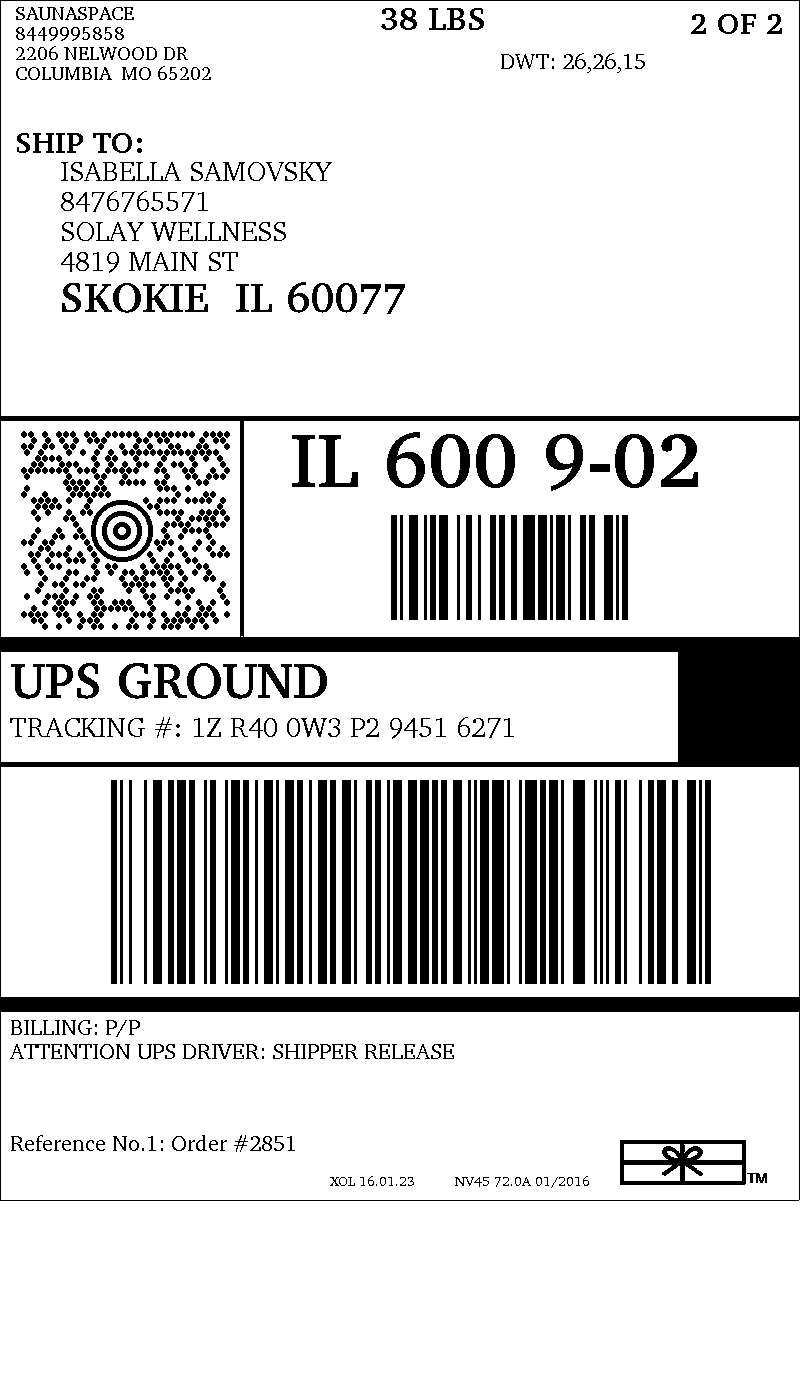 SAUNASPACE
8449995858
2206 NELWOOD DR
COLUMBIA  MO 65202
38 LBS
2 OF 2
DWT: 26,26,15
SHIP TO:
ISABELLA SAMOVSKY
8476765571
SOLAY WELLNESS
4819 MAIN ST
SKOKIE  IL 60077
IL 600 9-02
UPS GROUND
TRACKING #: 1Z R40 0W3 P2 9451 6271
BILLING: P/P
ATTENTION UPS DRIVER: SHIPPER RELEASE
Reference No.1: Order #2851
XOL 16.01.23
NV45 72.0A 01/2016
TM